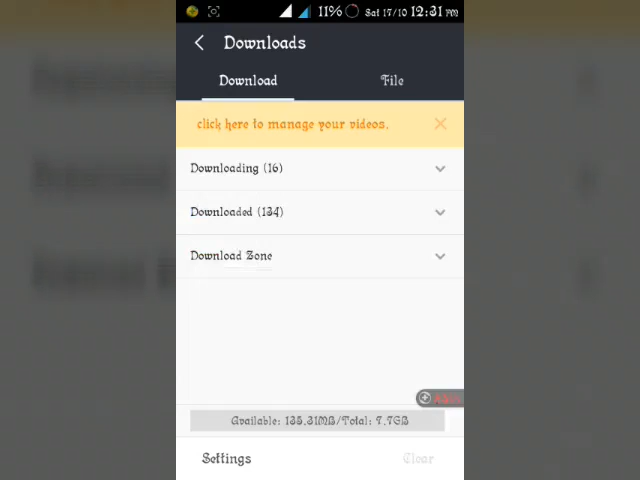 11% Sat 17/10 12:31 PM
Downloads
Download File
click here to manage your videos.
Downloading (16)
Downloaded (134)
Download Zone
Available: 135.31MB/Total: 7.7GB
Settings Clear